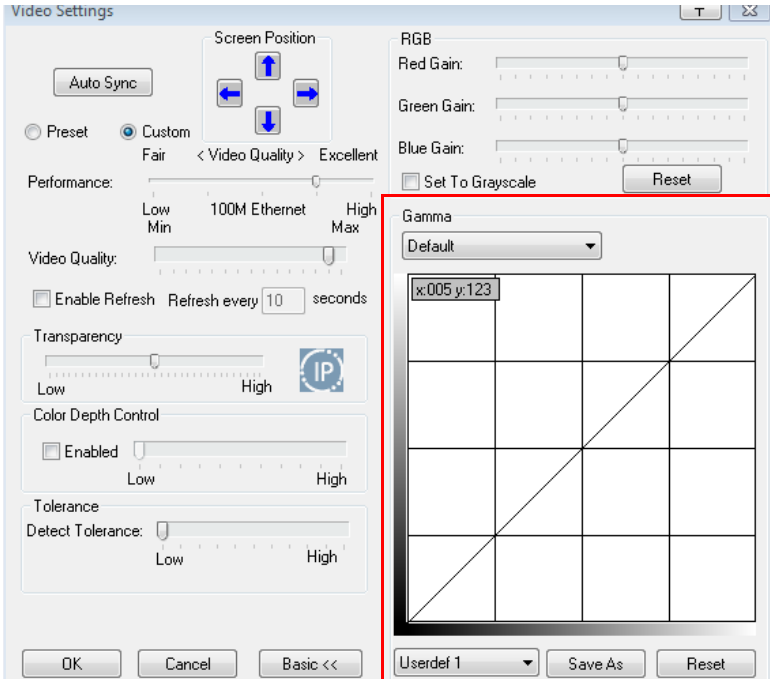 Video Settings
Screen Position
Auto Sync
Preset
Custom
Fair < Video Quality > Excellent
Performance:
Low 100M Ethernet High
Min Max
Video Quality:
Enable Refresh Refresh every 10 seconds
Transparency
IP
Low High
Color Depth Control
Enabled
Low High
Tolerance
Detect Tolerance:
Low High
OK Cancel Basic <<
RGB
Red Gain:
Green Gain:
Blue Gain:
Set To Grayscale Reset
Gamma
Default
x:005 y:123
Userdef 1 Save As Reset